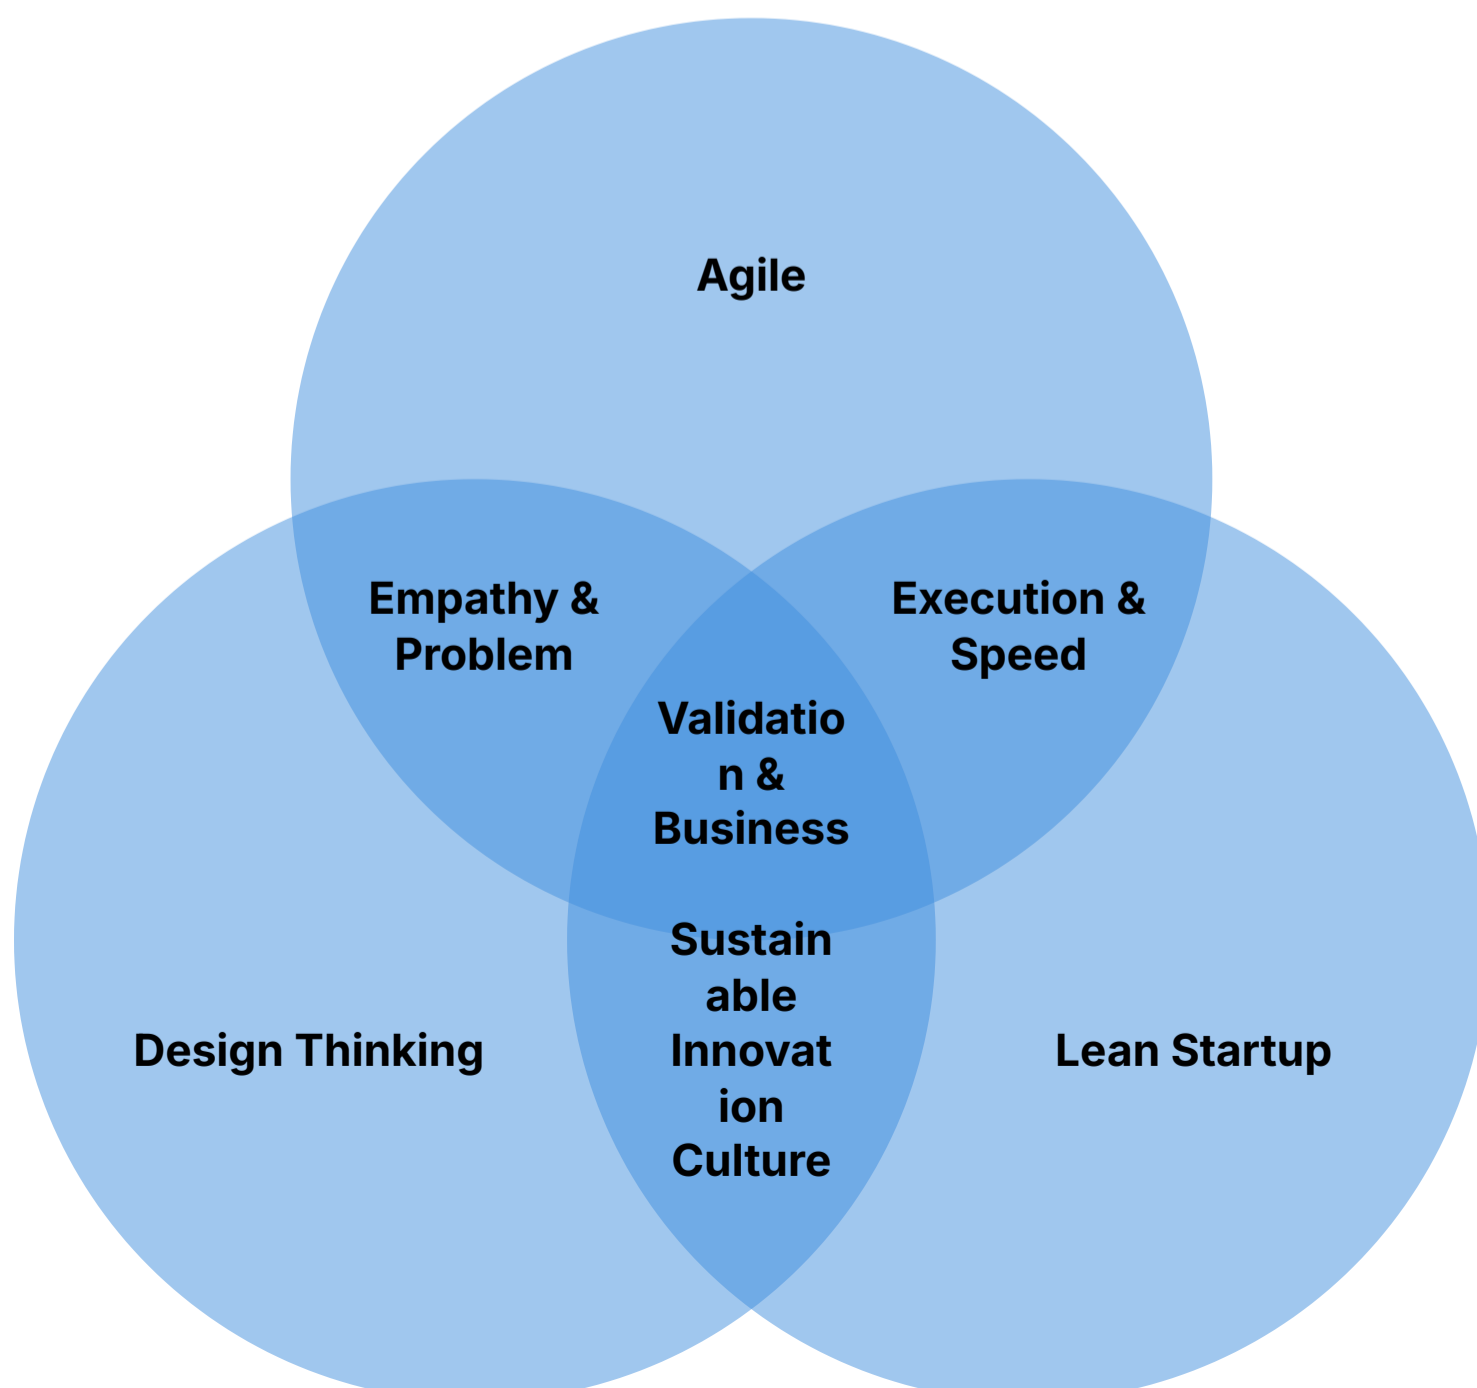 Agile
Empathy &
Problem
Execution &
Speed
Validatio
n &
Business
Sustain
able
Innovat
ion
Culture
Design Thinking
Lean Startup